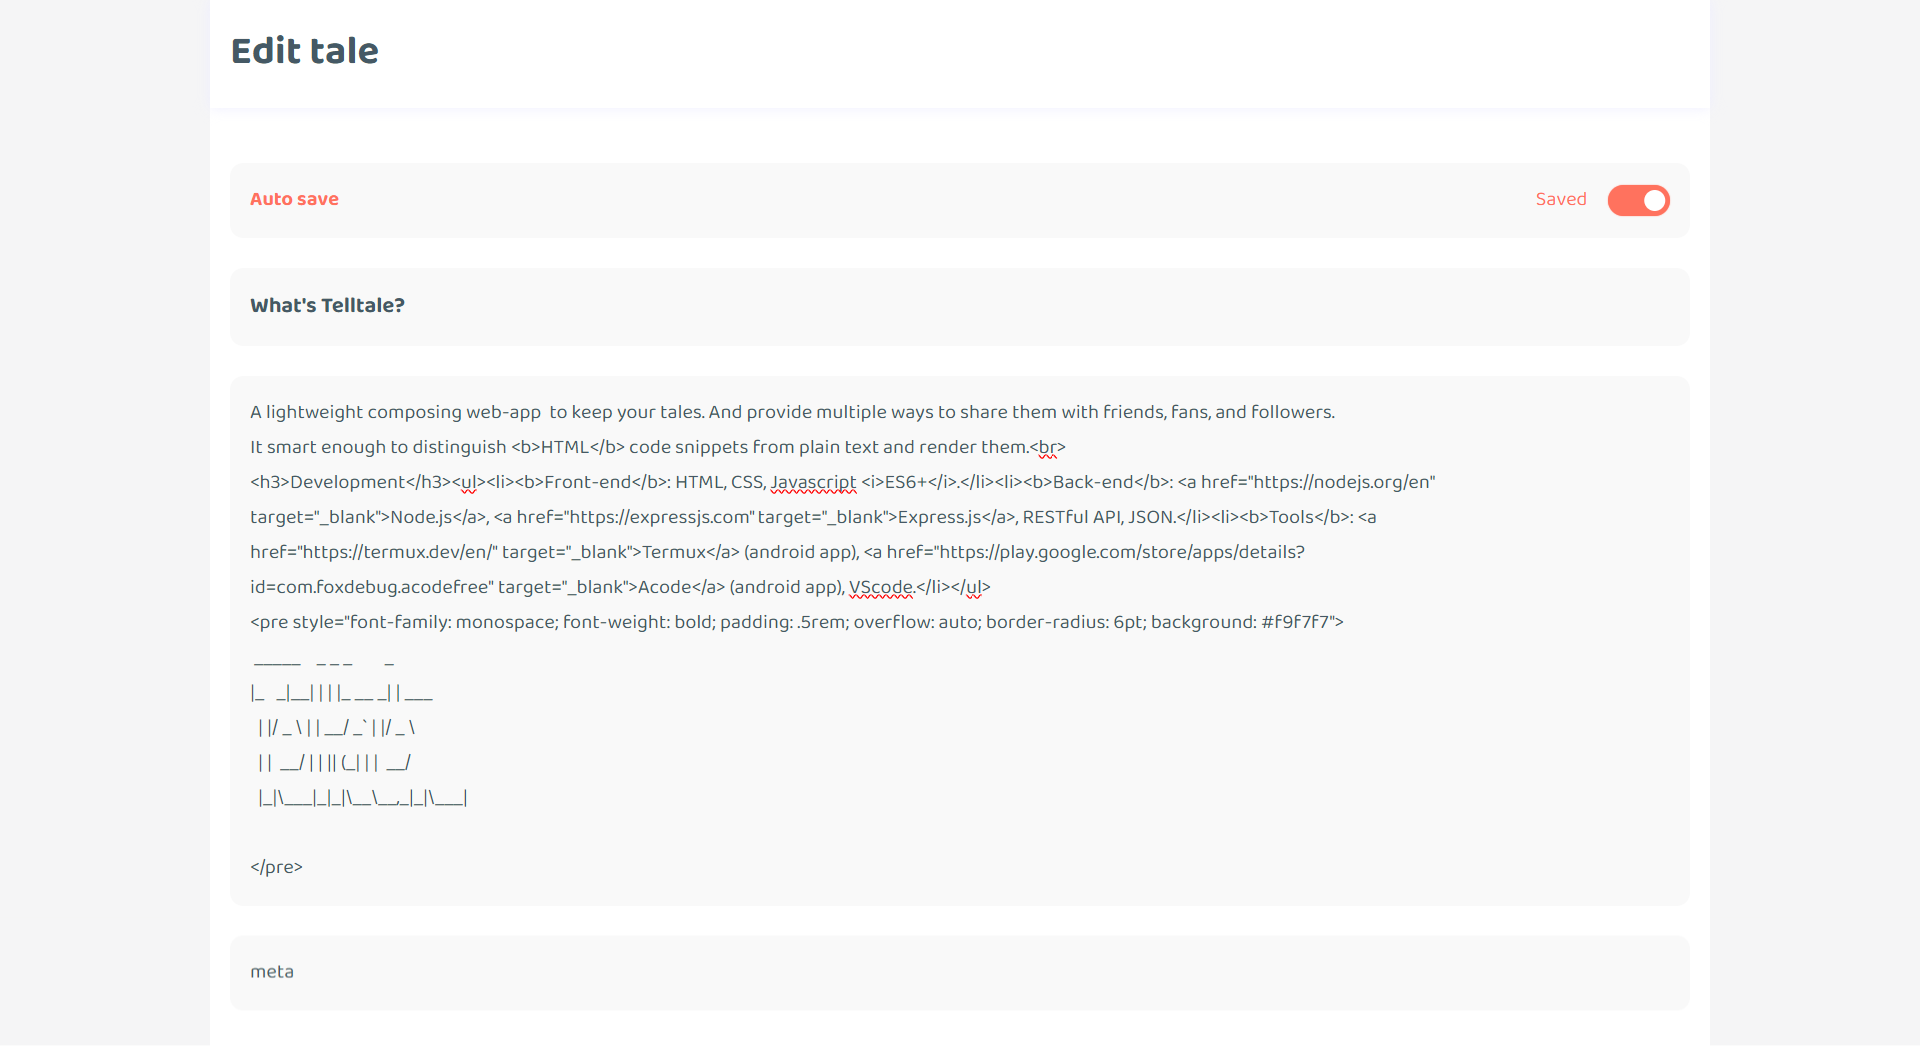 Edit tale
Auto save
Saved
What's Telltale?
A lightweight composing web-app  to keep your tales. And provide multiple ways to share them with friends, fans, and followers.
It smart enough to distinguish <b>HTML</b> code snippets from plain text and render them.<br>
<h3>Development</h3><ul><li><b>Front-end</b>: HTML, CSS, Javascript <i>ES6+</i>.</li><li><b>Back-end</b>: <a href="https://nodejs.org/en"
target="_blank">Node.js</a>, <a href="https://expressjs.com" target="_blank">Express.js</a>, RESTful API, JSON.</li><li><b>Tools</b>: <a
href="https://termux.dev/en/" target="_blank">Termux</a> (android app), <a href="https://play.google.com/store/apps/details?
id=com.foxdebug.acodefree" target="_blank">Acode</a> (android app), VScode.</li></ul>
<pre style="font-family: monospace; font-weight: bold; padding: .5rem; overflow: auto; border-radius: 6pt; background: #f9f7f7">
 _____    _ _ _        _
|_   _|__| | | |_ __ _| | ___
  | |/ _ \ | | __/ _` | |/ _ \
  | |  __/ | | || (_| | |  __/
  |_|\___|_|_|\__\__,_|_|\___|
</pre>
meta